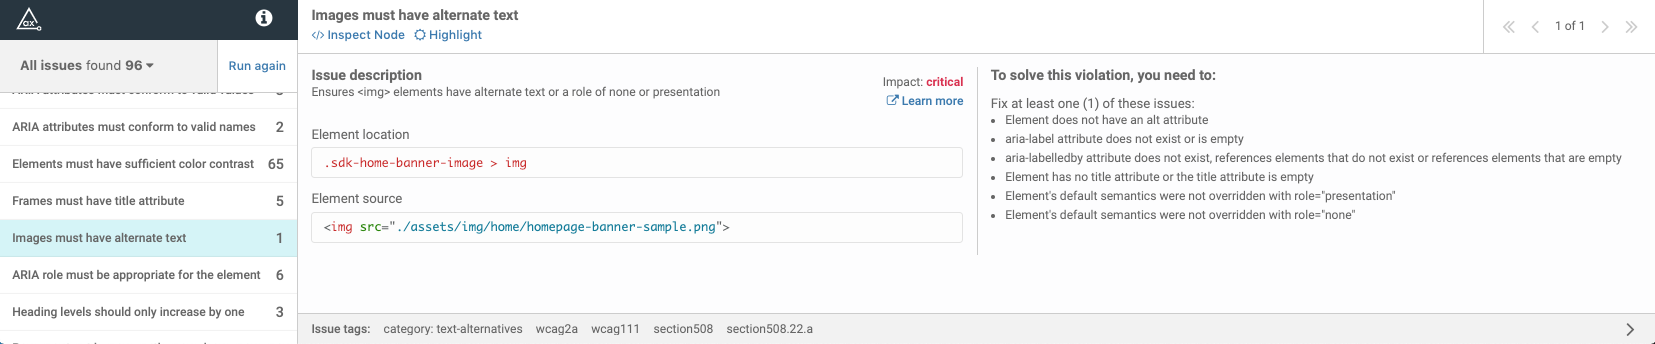 ax
All issues found 96
Run again
ARIA attributes must conform to valid names 2
Elements must have sufficient color contrast 65
Frames must have title attribute 5
Images must have alternate text 1
ARIA role must be appropriate for the element 6
Heading levels should only increase by one 3
Images must have alternate text
</> Inspect Node Highlight
1 of 1
Issue description
Ensures <img> elements have alternate text or a role of none or presentation
Impact: critical
Learn more
Element location
.sdk-home-banner-image > img
Element source
<img src="./assets/img/home/homepage-banner-sample.png">
To solve this violation, you need to:
Fix at least one (1) of these issues:
• Element does not have an alt attribute
• aria-label attribute does not exist or is empty
• aria-labelledby attribute does not exist, references elements that do not exist or references elements that are empty
• Element has no title attribute or the title attribute is empty
• Element's default semantics were not overridden with role="presentation"
• Element's default semantics were not overridden with role="none"
Issue tags: category: text-alternatives wcag2a wcag111 section508 section508.22.a